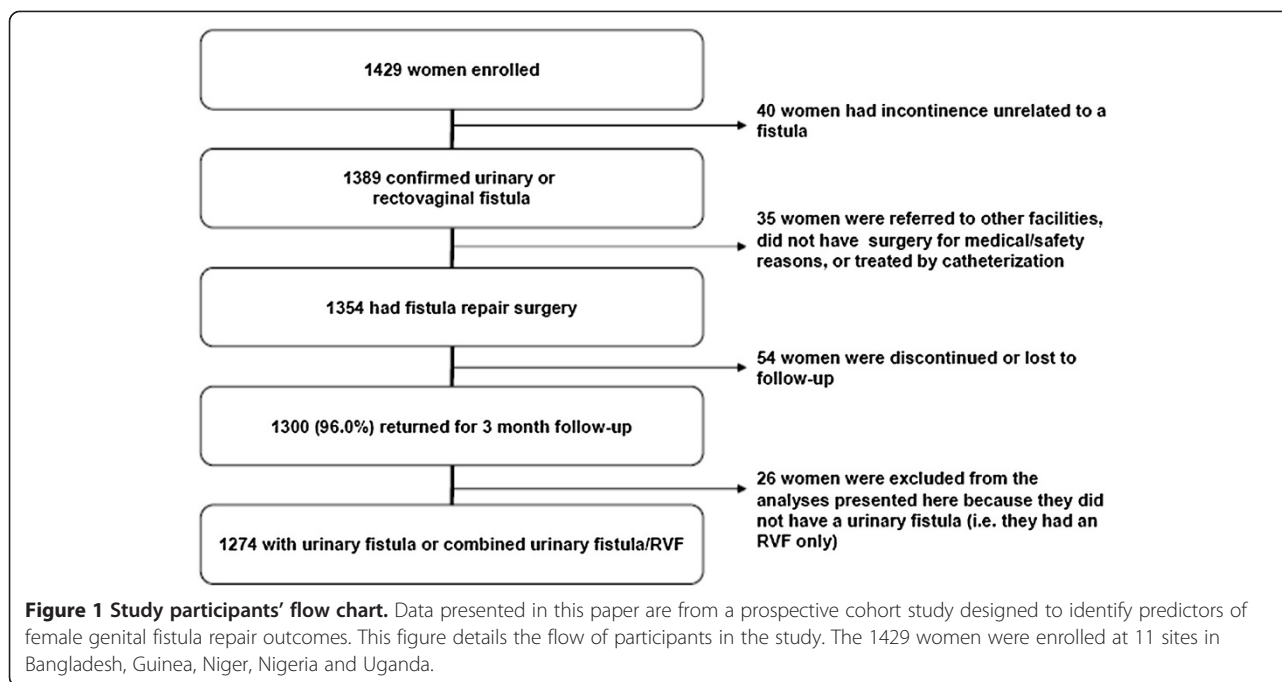 1429 women enrolled
40 women had incontinence unrelated to a
fistula
1389 confirmed urinary or
rectovaginal fistula
35 women were referred to other facilities,
did not have surgery for medical/safety
reasons, or treated by catheterization
1354 had fistula repair surgery
54 women were discontinued or lost to
follow-up
1300 (96.0%) returned for 3 month follow-up
26 women were excluded from the
analyses presented here because they did
not have a urinary fistula (i.e. they had an
RVF only)
1274 with urinary fistula or combined urinary fistula/RVF
Figure 1 Study participants' flow chart. Data presented in this paper are from a prospective cohort study designed to identify predictors of
female genital fistula repair outcomes. This figure details the flow of participants in the study. The 1429 women were enrolled at 11 sites in
Bangladesh, Guinea, Niger, Nigeria and Uganda.